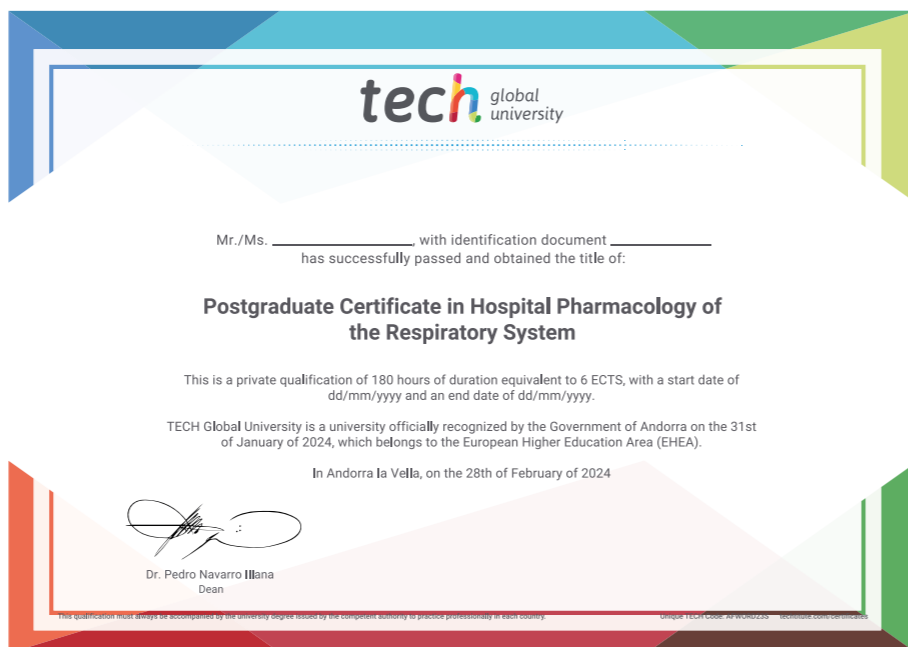 tech global
university
Mr./Ms. ____________, with identification document ____________
has successfully passed and obtained the title of:
Postgraduate Certificate in Hospital Pharmacology of
the Respiratory System
This is a private qualification of 180 hours of duration equivalent to 6 ECTS, with a start date of
dd/mm/yyyy and an end date of dd/mm/yyyy.
TECH Global University is a university officially recognized by the Government of Andorra on the 31st
of January of 2024, which belongs to the European Higher Education Area (EHEA).
In Andorra la Vella, on the 28th of February of 2024
Dr. Pedro Navarro Illana
Dean
This qualification must always be accompanied by the university degree issued by the competent authority to practice professionally in each country.
Unique TECH Code: AFWORD23S techtitute.com/certificates